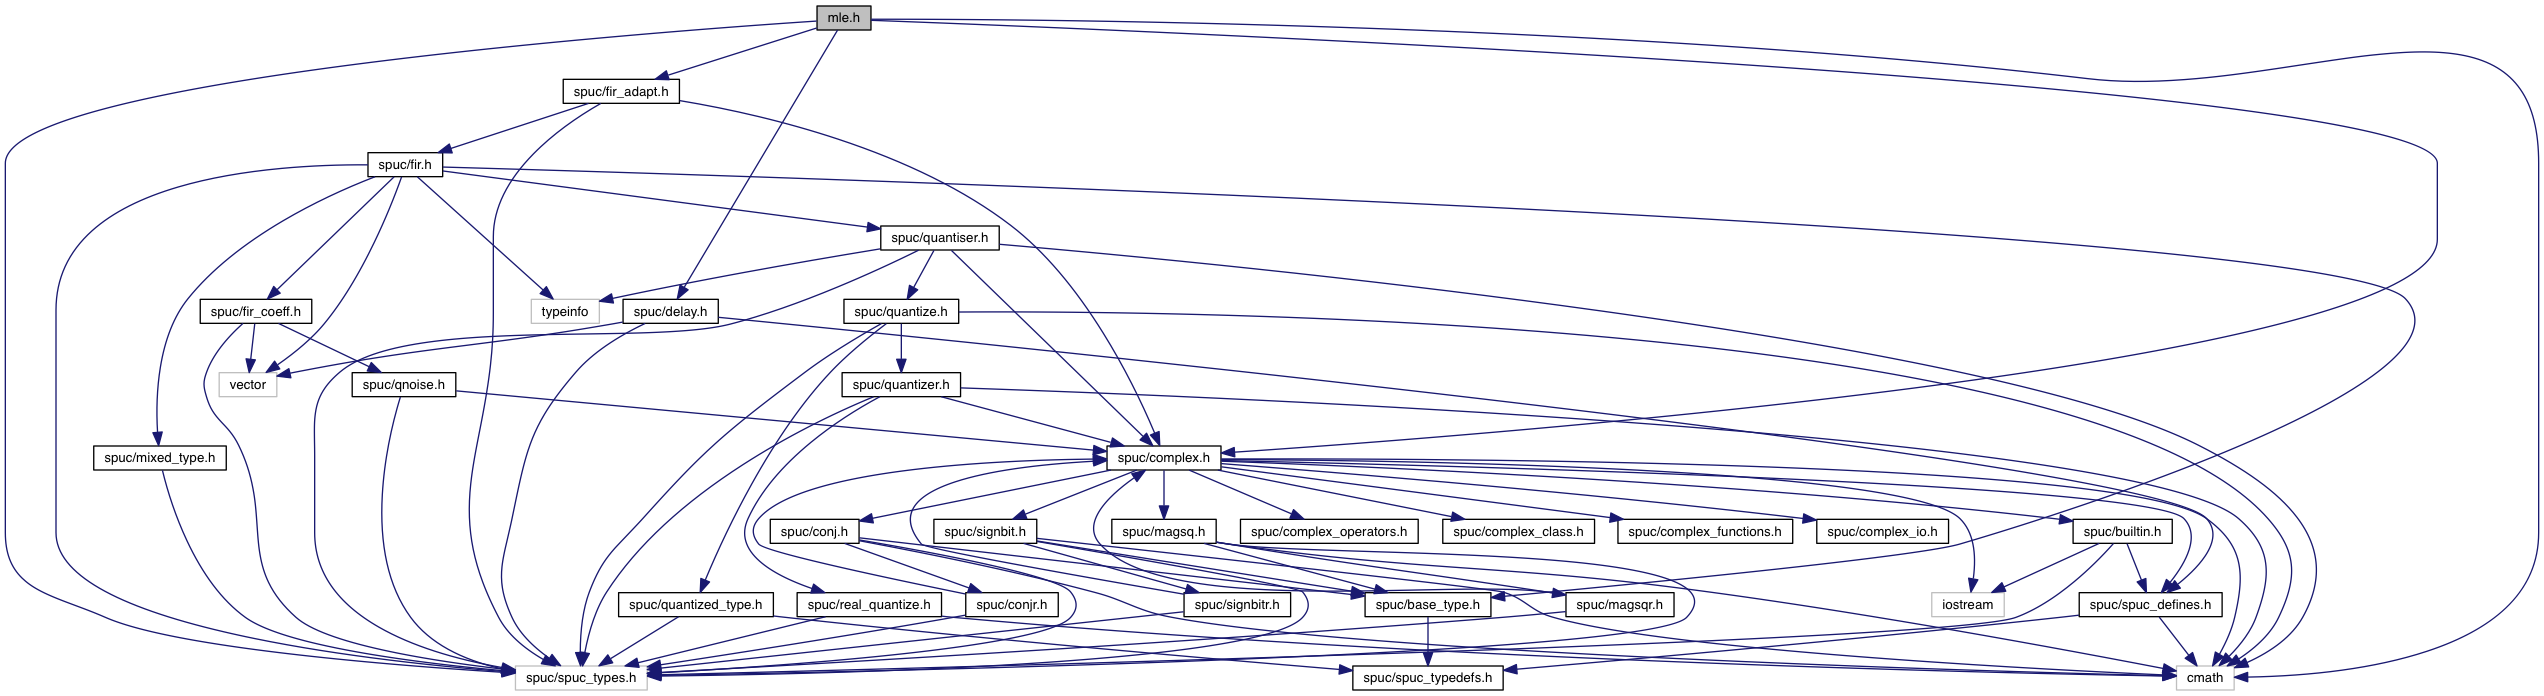 mle.h
spuc/fir_adapt.h
spuc/fir.h
spuc/quantiser.h
spuc/fir_coeff.h
typeinfo
spuc/delay.h
spuc/quantize.h
vector
spuc/qnoise.h
spuc/quantizer.h
spuc/mixed_type.h
spuc/complex.h
spuc/conj.h
spuc/signbit.h
spuc/magsq.h
spuc/complex_operators.h
spuc/complex_class.h
spuc/complex_functions.h
spuc/complex_io.h
spuc/builtin.h
spuc/quantized_type.h
spuc/real_quantize.h
spuc/conjr.h
spuc/signbitr.h
spuc/base_type.h
spuc/magsqr.h
iostream
spuc/spuc_defines.h
spuc/spuc_types.h
spuc/spuc_typedefs.h
cmath